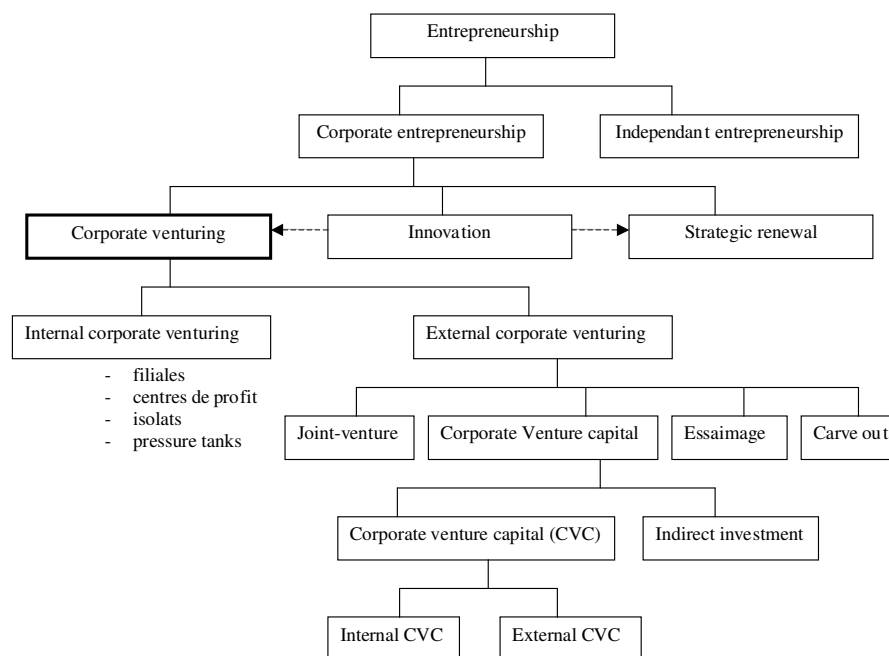 Entrepreneurship
Corporate entrepreneurship
Independant entrepreneurship
Corporate venturing
Innovation
Strategic renewal
Internal corporate venturing
External corporate venturing
- filiales
- centres de profit
- isolats
- pressure tanks
Joint-venture
Corporate Venture capital
Essaimage
Carve out
Corporate venture capital (CVC)
Indirect investment
Internal CVC
External CVC